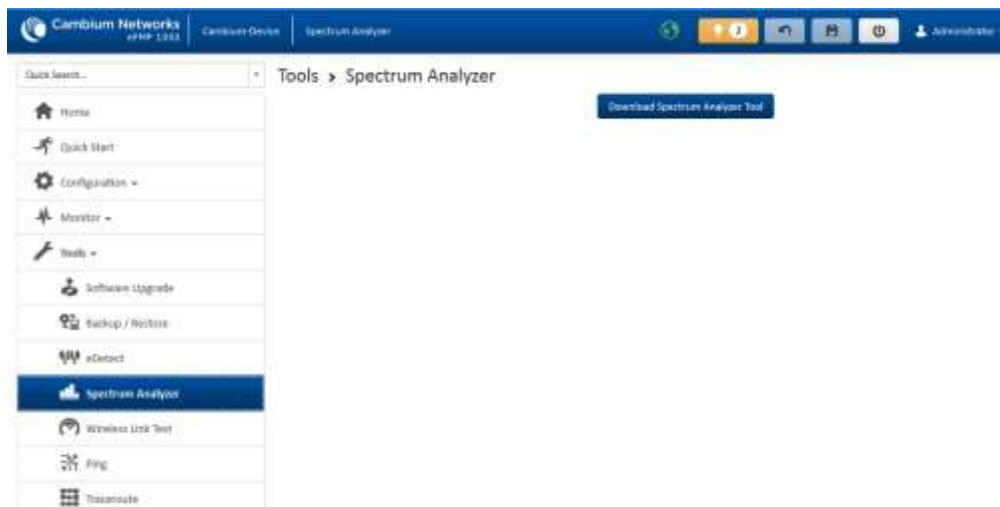 Cambium Networks
ePMP 1000
Cambium-Device
Spectrum Analyzer
Administrator
Quick Search...
Tools > Spectrum Analyzer
Download Spectrum Analyzer Tool
Home
Quick Start
Configuration
Monitor
Tools
Software Upgrade
Backup / Restore
eDetect
Spectrum Analyzer
Wireless Link Test
Ping
Traceroute